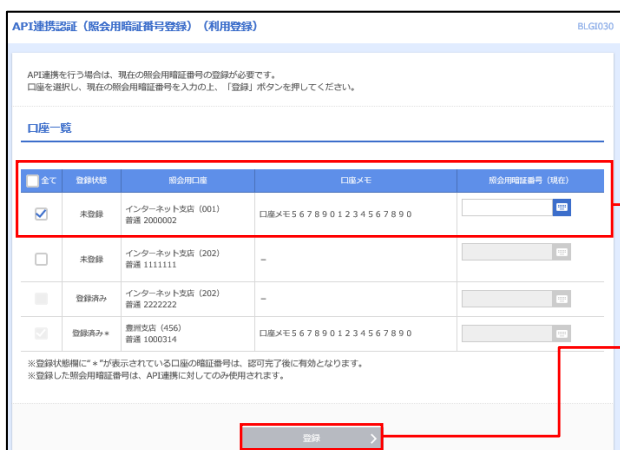 API連携認証（照会用暗証番号登録）（利用登録）
BLGI030
API連携を行う場合は、現在の照会用暗証番号の登録が必要です。
口座を選択し、現在の照会用暗証番号を入力の上、「登録」ボタンを押してください。
口座一覧
全て 登録状態 照会用口座 口座メモ 照会用暗証番号（現在）
未登録 インターネット支店（001） 口座メモ５６７８９０１２３４５６７８９０
普通 2000002
未登録 インターネット支店（202） −
普通 1111111
登録済み インターネット支店（202） −
普通 2222222
登録済み＊ 豊洲支店（456） 口座メモ５６７８９０１２３４５６７８９０
普通 1000314
※登録状態欄に"＊"が表示されている口座の暗証番号は、認可完了後に有効となります。
※登録した照会用暗証番号は、API連携に対してのみ使用されます。
登録